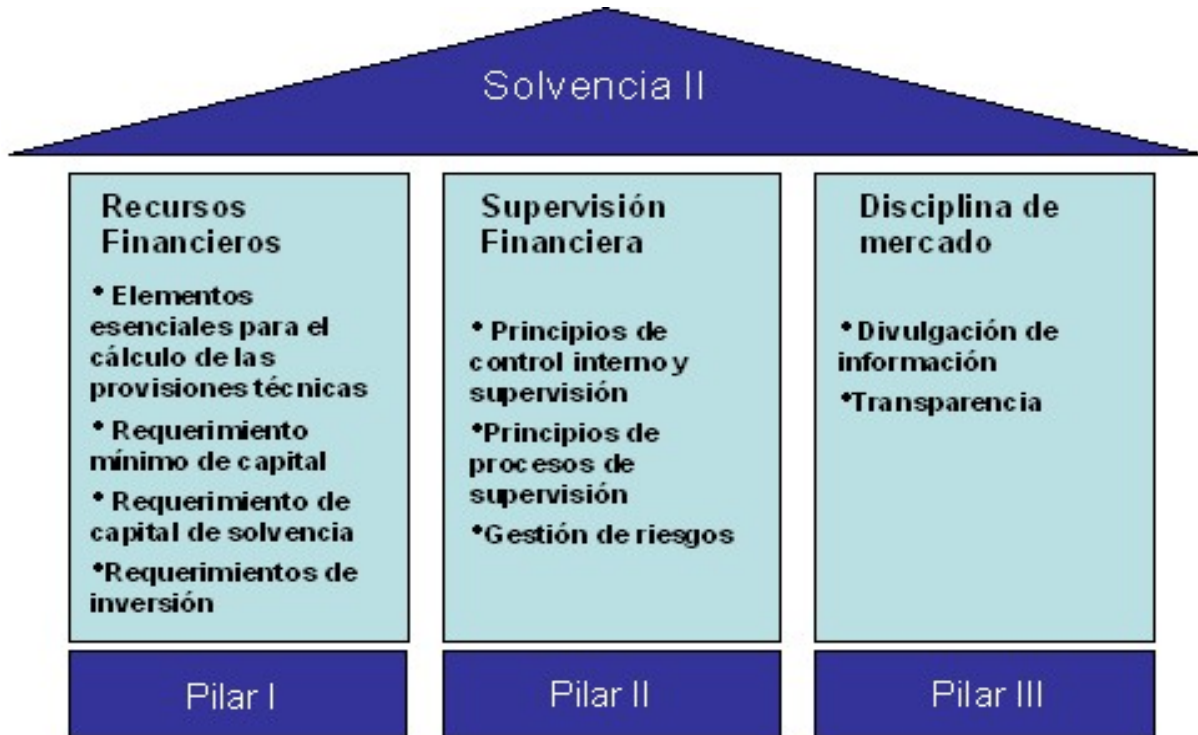 Solvencia II
Recursos
Financieros
• Elementos
esenciales para el
cálculo de las
provisiones técnicas
• Requerimiento
mínimo de capital
• Requerimiento de
capital de solvencia
•Requerimientos de
inversión
Pilar I
Supervisión
Financiera
• Principios de
control interno y
supervisión
•Principios de
procesos de
supervisión
•Gestión de riesgos
Pilar II
Disciplina de
mercado
• Divulgación de
información
•Transparencia
Pilar III